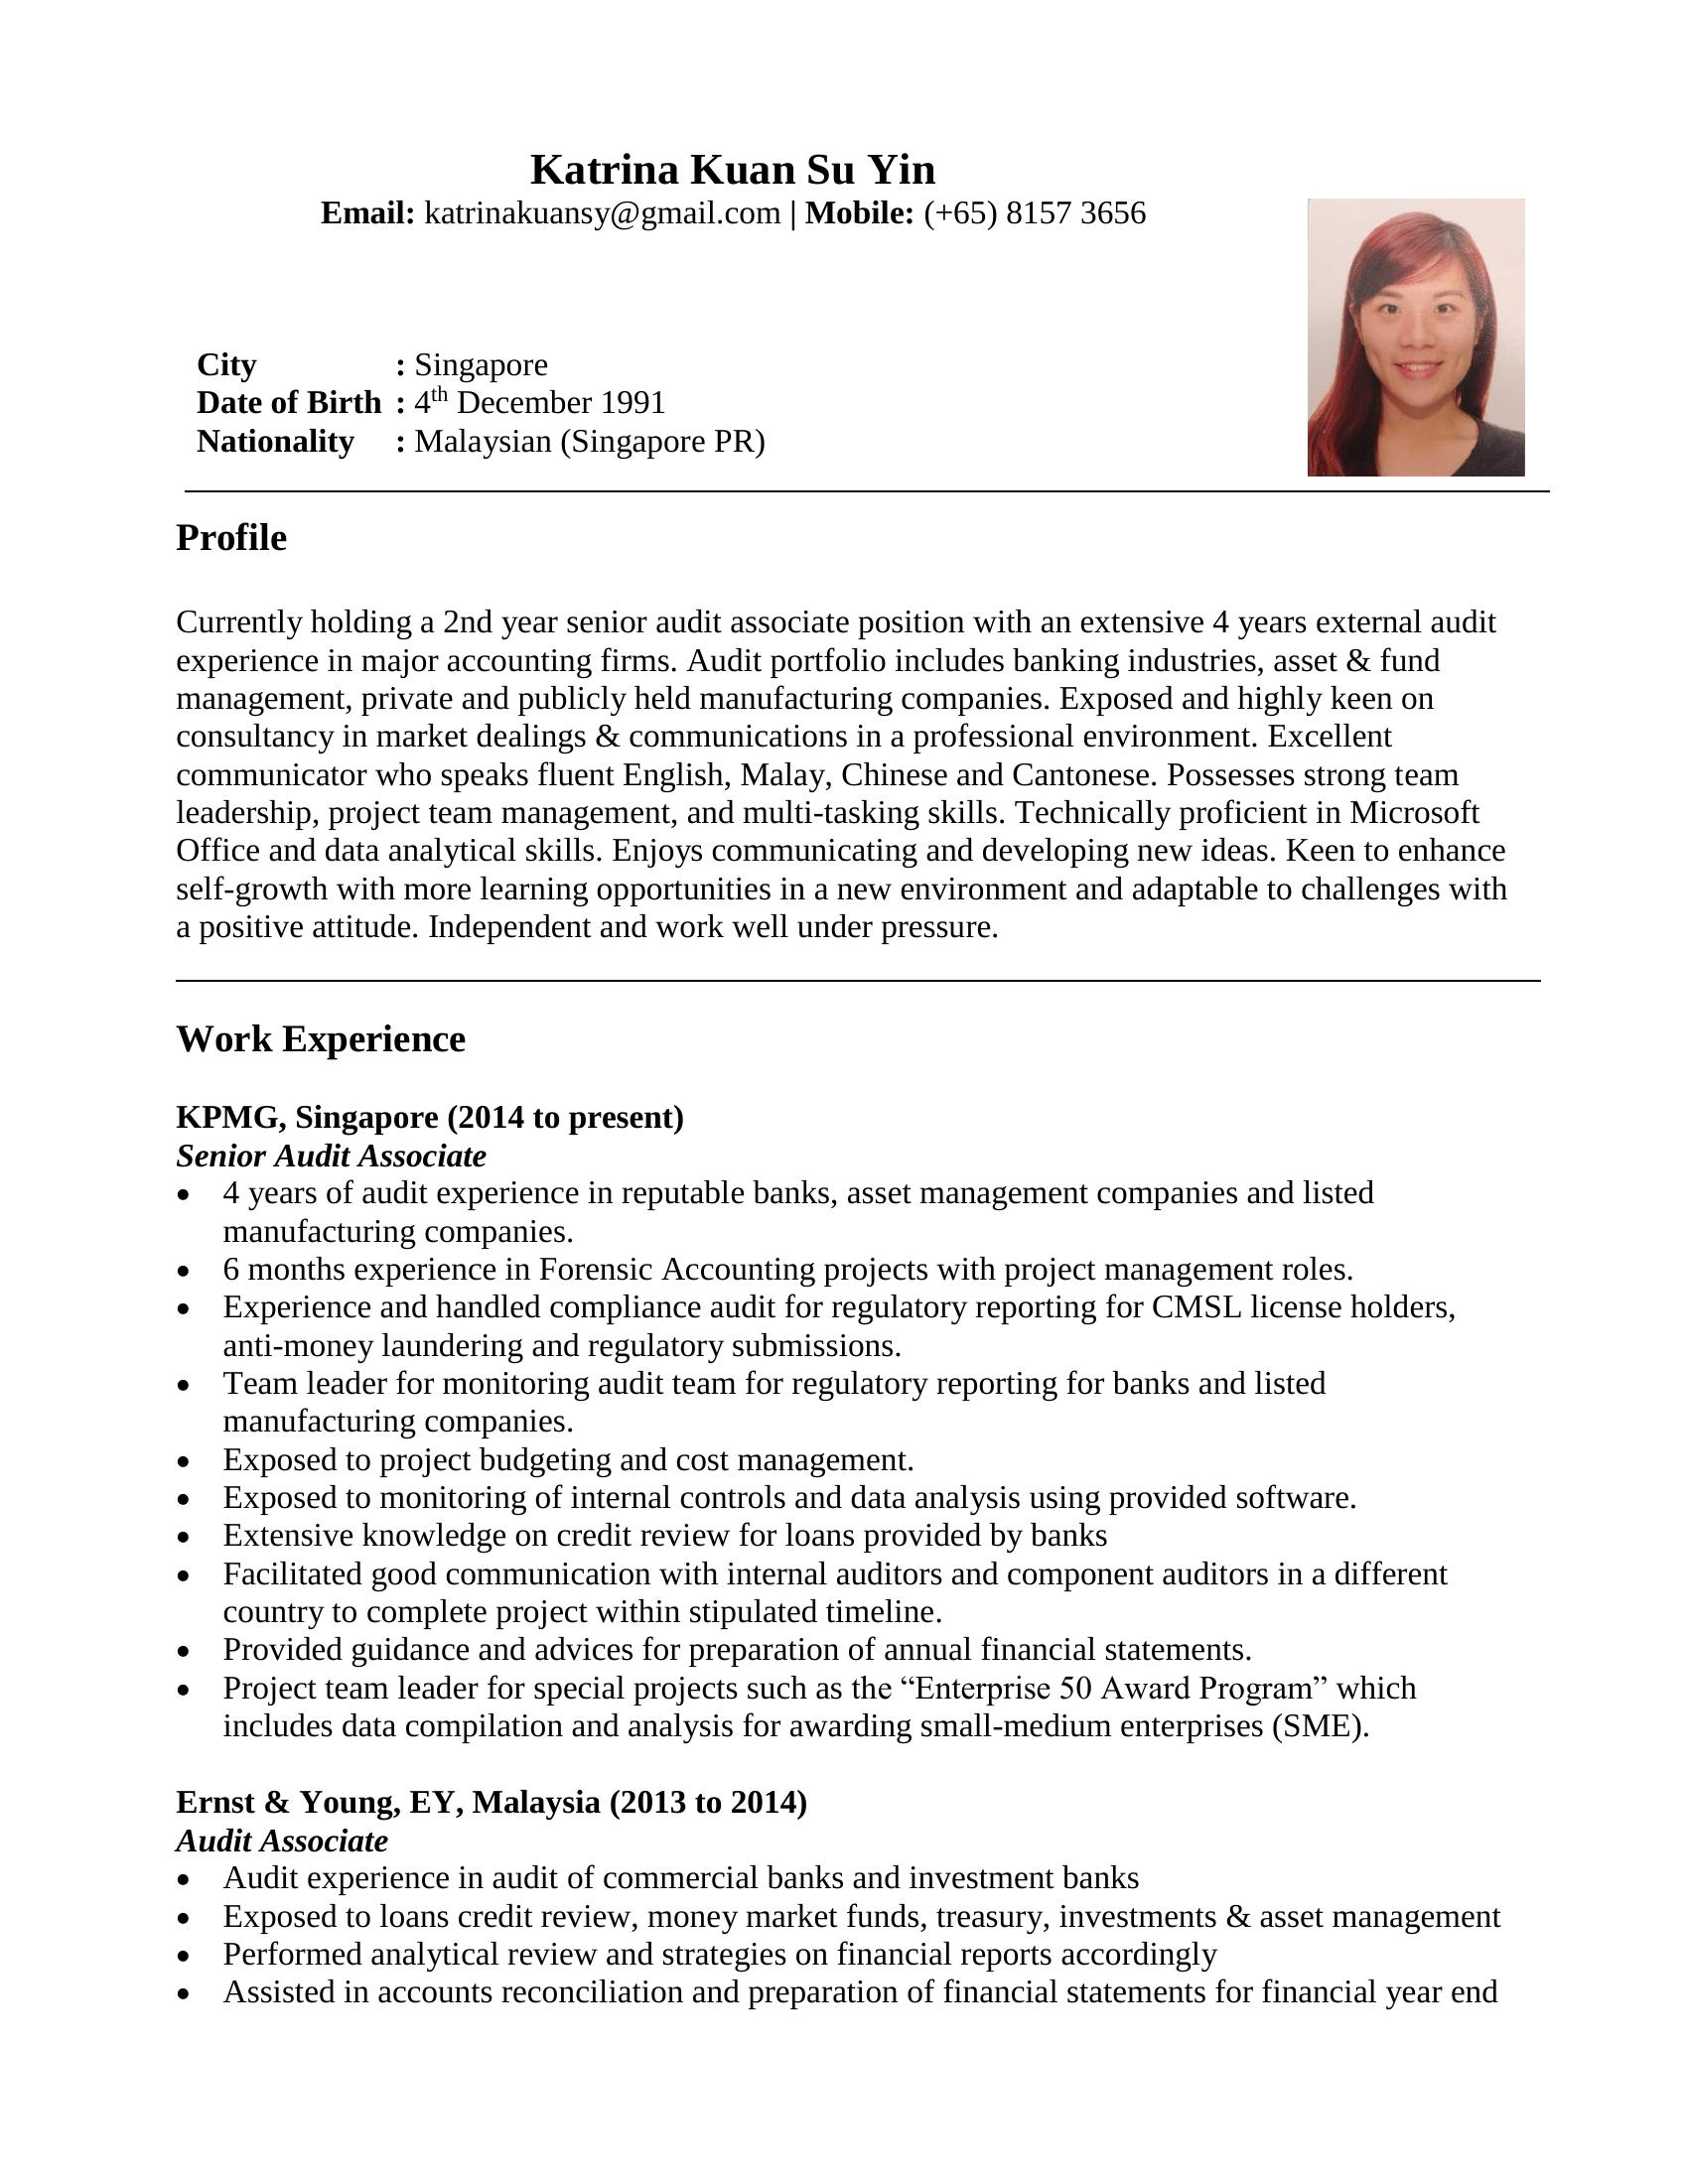 Katrina Kuan Su Yin
Email: katrinakuansy@gmail.com | Mobile: (+65) 8157 3656
City : Singapore
Date of Birth : 4th December 1991
Nationality : Malaysian (Singapore PR)
Profile
Currently holding a 2nd year senior audit associate position with an extensive 4 years external audit
experience in major accounting firms. Audit portfolio includes banking industries, asset & fund
management, private and publicly held manufacturing companies. Exposed and highly keen on
consultancy in market dealings & communications in a professional environment. Excellent
communicator who speaks fluent English, Malay, Chinese and Cantonese. Possesses strong team
leadership, project team management, and multi-tasking skills. Technically proficient in Microsoft
Office and data analytical skills. Enjoys communicating and developing new ideas. Keen to enhance
self-growth with more learning opportunities in a new environment and adaptable to challenges with
a positive attitude. Independent and work well under pressure.
Work Experience
KPMG, Singapore (2014 to present)
Senior Audit Associate
• 4 years of audit experience in reputable banks, asset management companies and listed
manufacturing companies.
• 6 months experience in Forensic Accounting projects with project management roles.
• Experience and handled compliance audit for regulatory reporting for CMSL license holders,
anti-money laundering and regulatory submissions.
• Team leader for monitoring audit team for regulatory reporting for banks and listed
manufacturing companies.
• Exposed to project budgeting and cost management.
• Exposed to monitoring of internal controls and data analysis using provided software.
• Extensive knowledge on credit review for loans provided by banks
• Facilitated good communication with internal auditors and component auditors in a different
country to complete project within stipulated timeline.
• Provided guidance and advices for preparation of annual financial statements.
• Project team leader for special projects such as the “Enterprise 50 Award Program” which
includes data compilation and analysis for awarding small-medium enterprises (SME).
Ernst & Young, EY, Malaysia (2013 to 2014)
Audit Associate
• Audit experience in audit of commercial banks and investment banks
• Exposed to loans credit review, money market funds, treasury, investments & asset management
• Performed analytical review and strategies on financial reports accordingly
• Assisted in accounts reconciliation and preparation of financial statements for financial year end